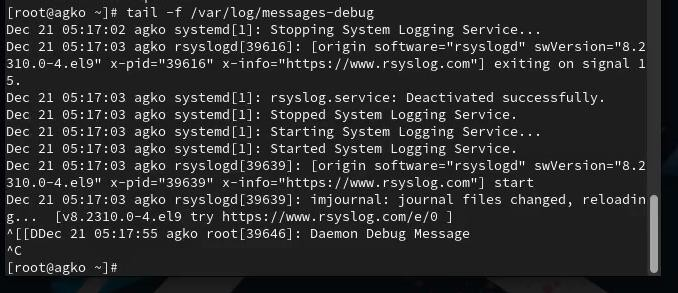 [root@agko ~]# tail -f /var/log/messages-debug
Dec 21 05:17:02 agko systemd[1]: Stopping System Logging Service...
Dec 21 05:17:03 agko rsyslogd[39616]: [origin software="rsyslogd" swVersion="8.2
310.0-4.el9" x-pid="39616" x-info="https://www.rsyslog.com"] exiting on signal 1
5.
Dec 21 05:17:03 agko systemd[1]: rsyslog.service: Deactivated successfully.
Dec 21 05:17:03 agko systemd[1]: Stopped System Logging Service.
Dec 21 05:17:03 agko systemd[1]: Starting System Logging Service...
Dec 21 05:17:03 agko systemd[1]: Started System Logging Service.
Dec 21 05:17:03 agko rsyslogd[39639]: [origin software="rsyslogd" swVersion="8.2
310.0-4.el9" x-pid="39639" x-info="https://www.rsyslog.com"] start
Dec 21 05:17:03 agko rsyslogd[39639]: imjournal: journal files changed, reloadin
g...  [v8.2310.0-4.el9 try https://www.rsyslog.com/e/0 ]
^[[DDec 21 05:17:55 agko root[39646]: Daemon Debug Message
^C
[root@agko ~]#